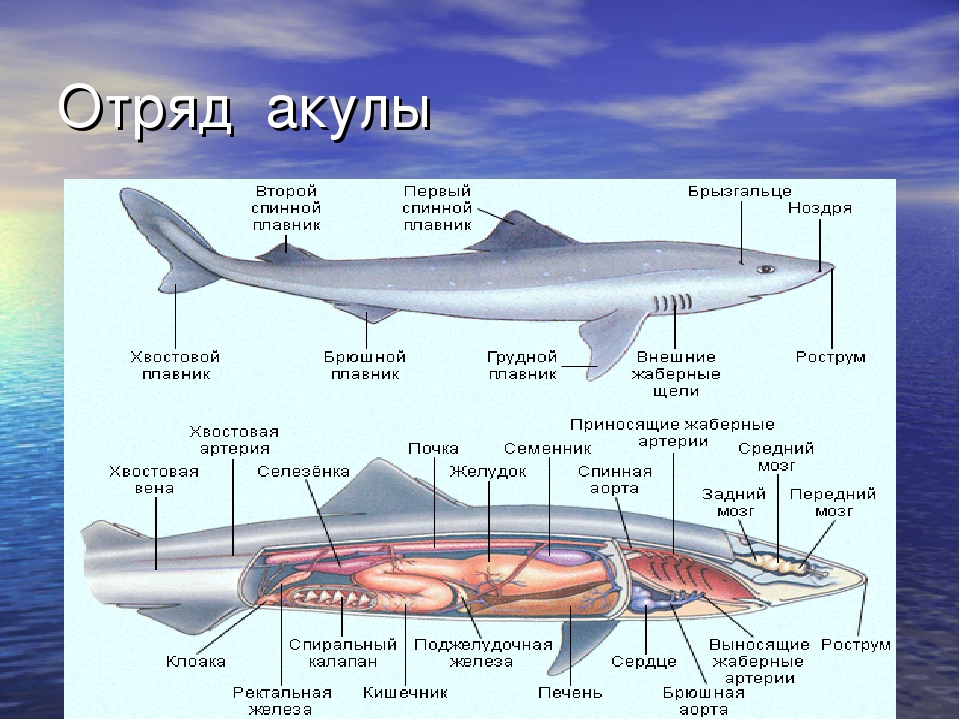 Отряд акулы
Второй
спинной
плавник
Первый
спинной
плавник
Брызгальце
Ноздря
Хвостовой
плавник
Брюшной
плавник
Грудной
плавник
Внешние
жаберные
щели
Рострум
Хвостовая
вена
Хвостовая
артерия
Селезёнка
Почка
Желудок
Семенник
Спинная
аорта
Приносящие жаберные
артерии
Задний
мозг
Средний
мозг
Передний
мозг
Клоака
Ректальная
железа
Спиральный
калапан
Кишечник
Поджелудочная
железа
Печень
Сердце
Брюшная
аорта
Выносящие
жаберные
артерии
Рострум